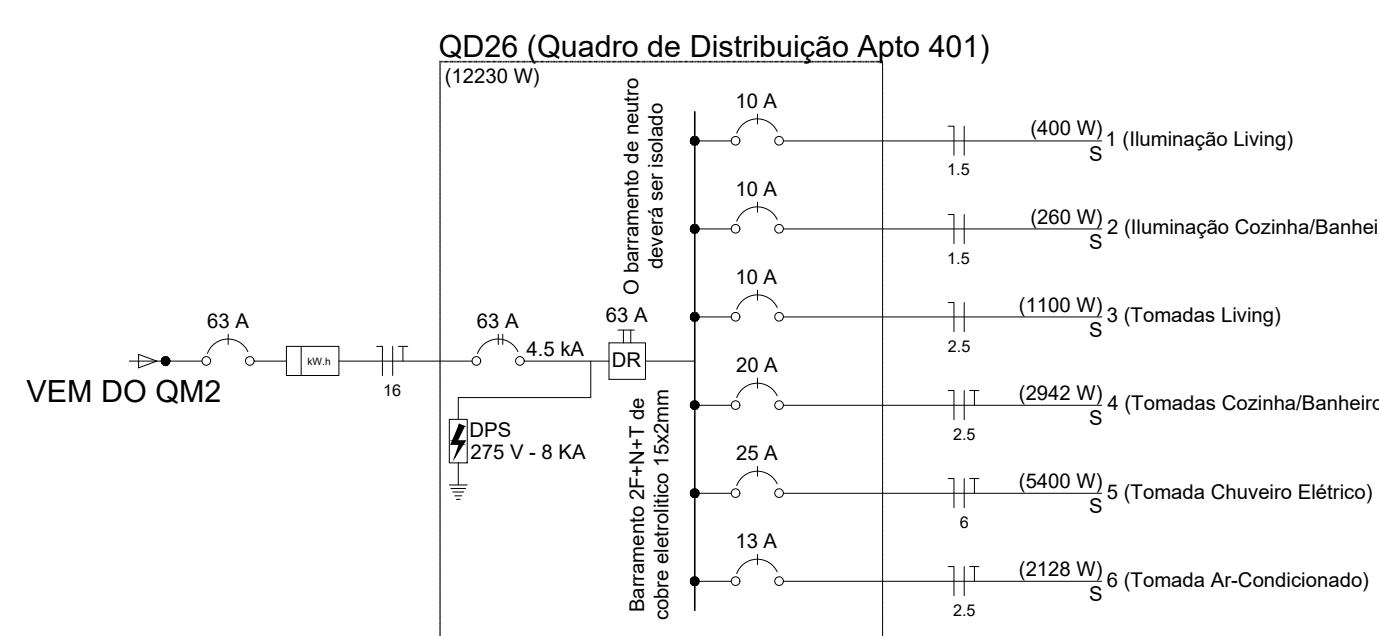 QD26 (Quadro de Distribuição Apto 401)
(12230 W)
O barramento de neutro
deverá ser isolado
10 A
(400 W)
S
1 (Iluminação Living)
1.5
10 A
(260 W)
S
2 (Iluminação Cozinha/Banhei
1.5
10 A
(1100 W)
S
3 (Tomadas Living)
2.5
VEM DO QM2
63 A
kW.h
16
63 A
4.5 kA
63 A
DR
DPS
275 V - 8 KA
Barramento 2F+N+T de
cobre eletrolitico 15x2mm
20 A
(2942 W)
S
4 (Tomadas Cozinha/Banheiro
2.5
25 A
(5400 W)
S
5 (Tomada Chuveiro Elétrico)
6
13 A
(2128 W)
S
6 (Tomada Ar-Condicionado)
2.5